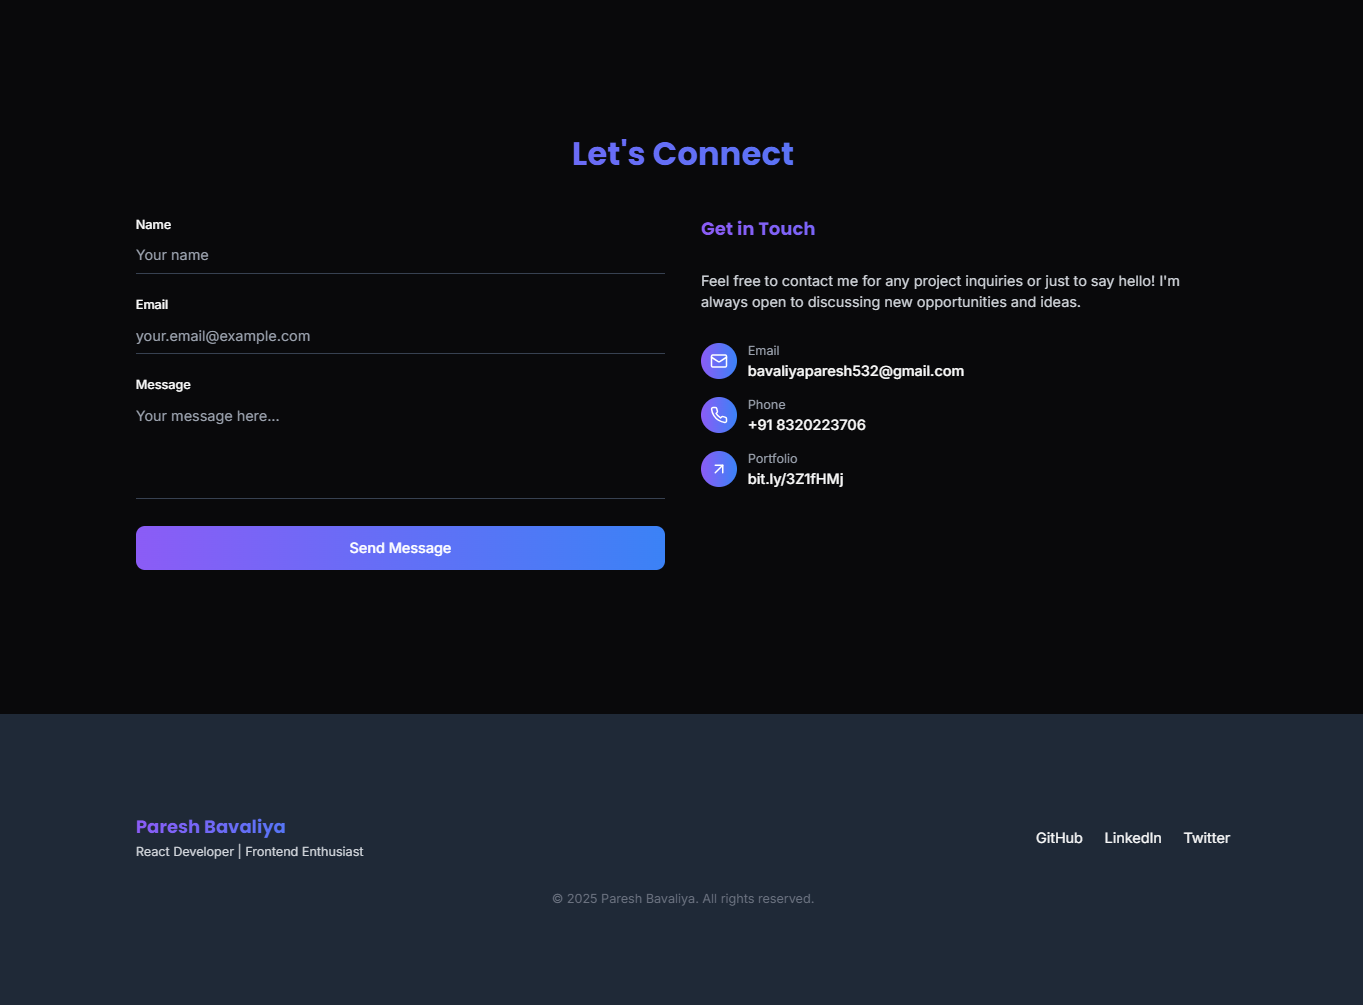 Let's Connect
Name
Your name
Email
your.email@example.com
Message
Your message here...
Send Message
Get in Touch
Feel free to contact me for any project inquiries or just to say hello! I'm
always open to discussing new opportunities and ideas.
Email
bavaliyaparesh532@gmail.com
Phone
+91 8320223706
Portfolio
bit.ly/3Z1fHMj
Paresh Bavaliya
React Developer | Frontend Enthusiast
GitHub LinkedIn Twitter
© 2025 Paresh Bavaliya. All rights reserved.